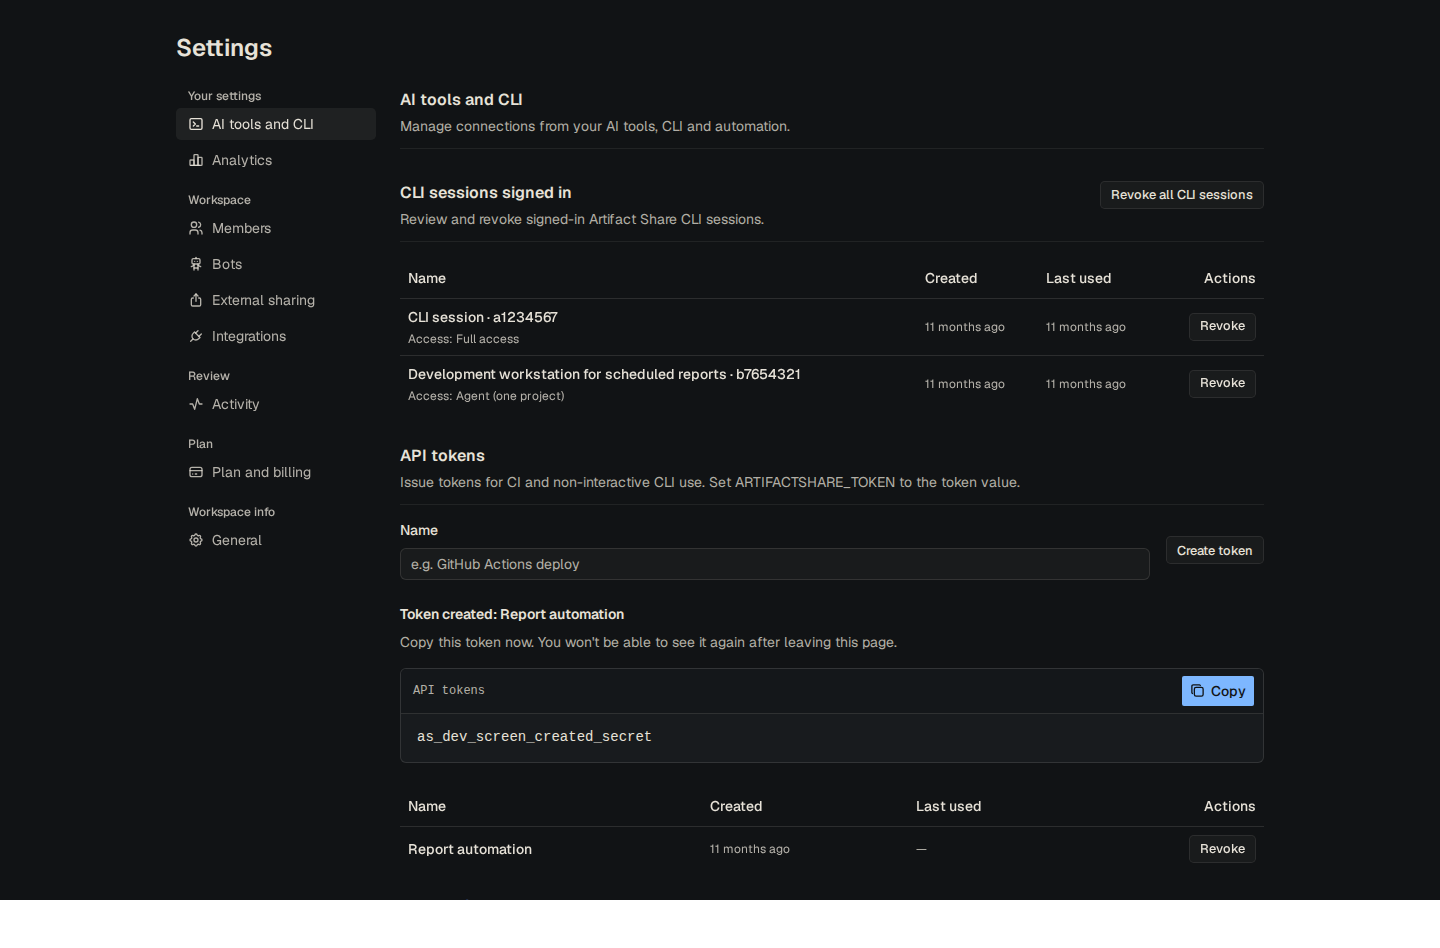 Settings
Your settings
AI tools and CLI
Analytics
Workspace
Members
Bots
External sharing
Integrations
Review
Activity
Plan
Plan and billing
Workspace info
General
AI tools and CLI
Manage connections from your AI tools, CLI and automation.
CLI sessions signed in
Review and revoke signed-in Artifact Share CLI sessions.
Revoke all CLI sessions
Name Created Last used Actions
CLI session · a1234567
Access: Full access
11 months ago 11 months ago Revoke
Development workstation for scheduled reports · b7654321
Access: Agent (one project)
11 months ago 11 months ago Revoke
API tokens
Issue tokens for CI and non-interactive CLI use. Set ARTIFACTSHARE_TOKEN to the token value.
Name
e.g. GitHub Actions deploy
Create token
Token created: Report automation
Copy this token now. You won't be able to see it again after leaving this page.
API tokens
Copy
as_dev_screen_created_secret
Name Created Last used Actions
Report automation 11 months ago — Revoke